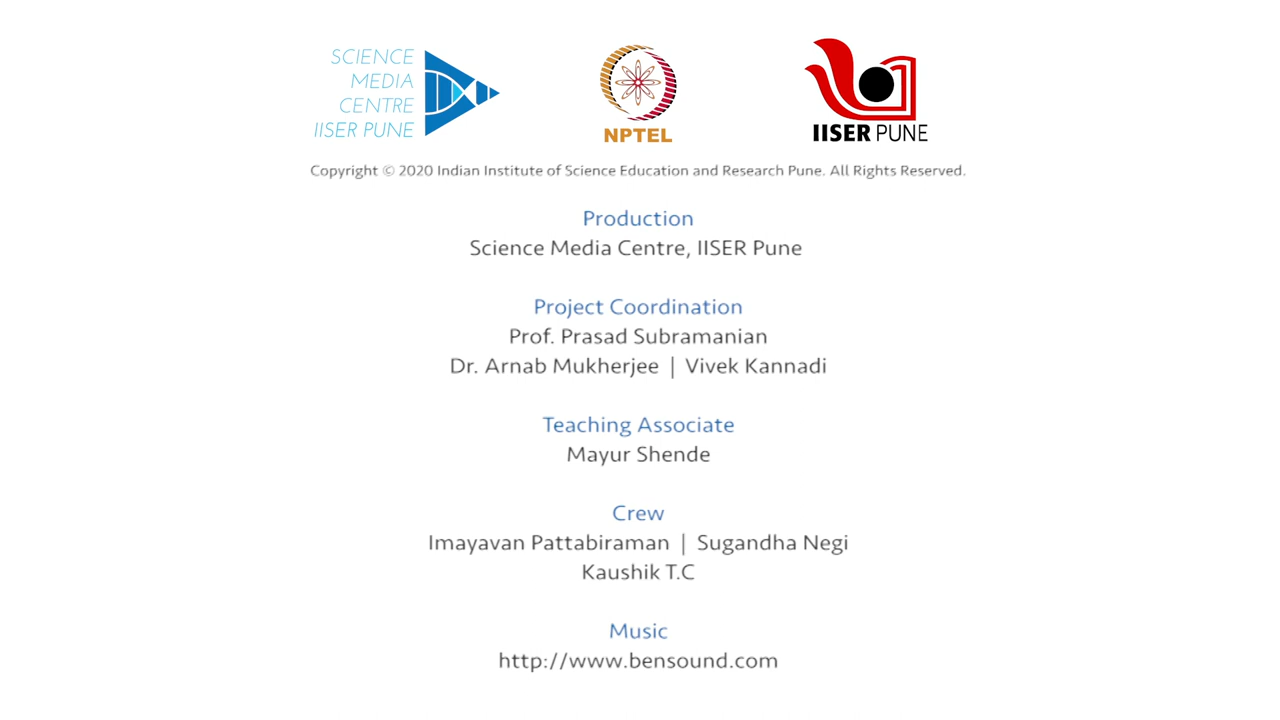 SCIENCE
MEDIA
CENTRE
IISER PUNE
NPTEL
IISER PUNE
Copyright © 2020 Indian Institute of Science Education and Research Pune. All Rights Reserved.
Production
Science Media Centre, IISER Pune
Project Coordination
Prof. Prasad Subramanian
Dr. Arnab Mukherjee | Vivek Kannadi
Teaching Associate
Mayur Shende
Crew
Imayavan Pattabiraman | Sugandha Negi
Kaushik T.C
Music
http://www.bensound.com